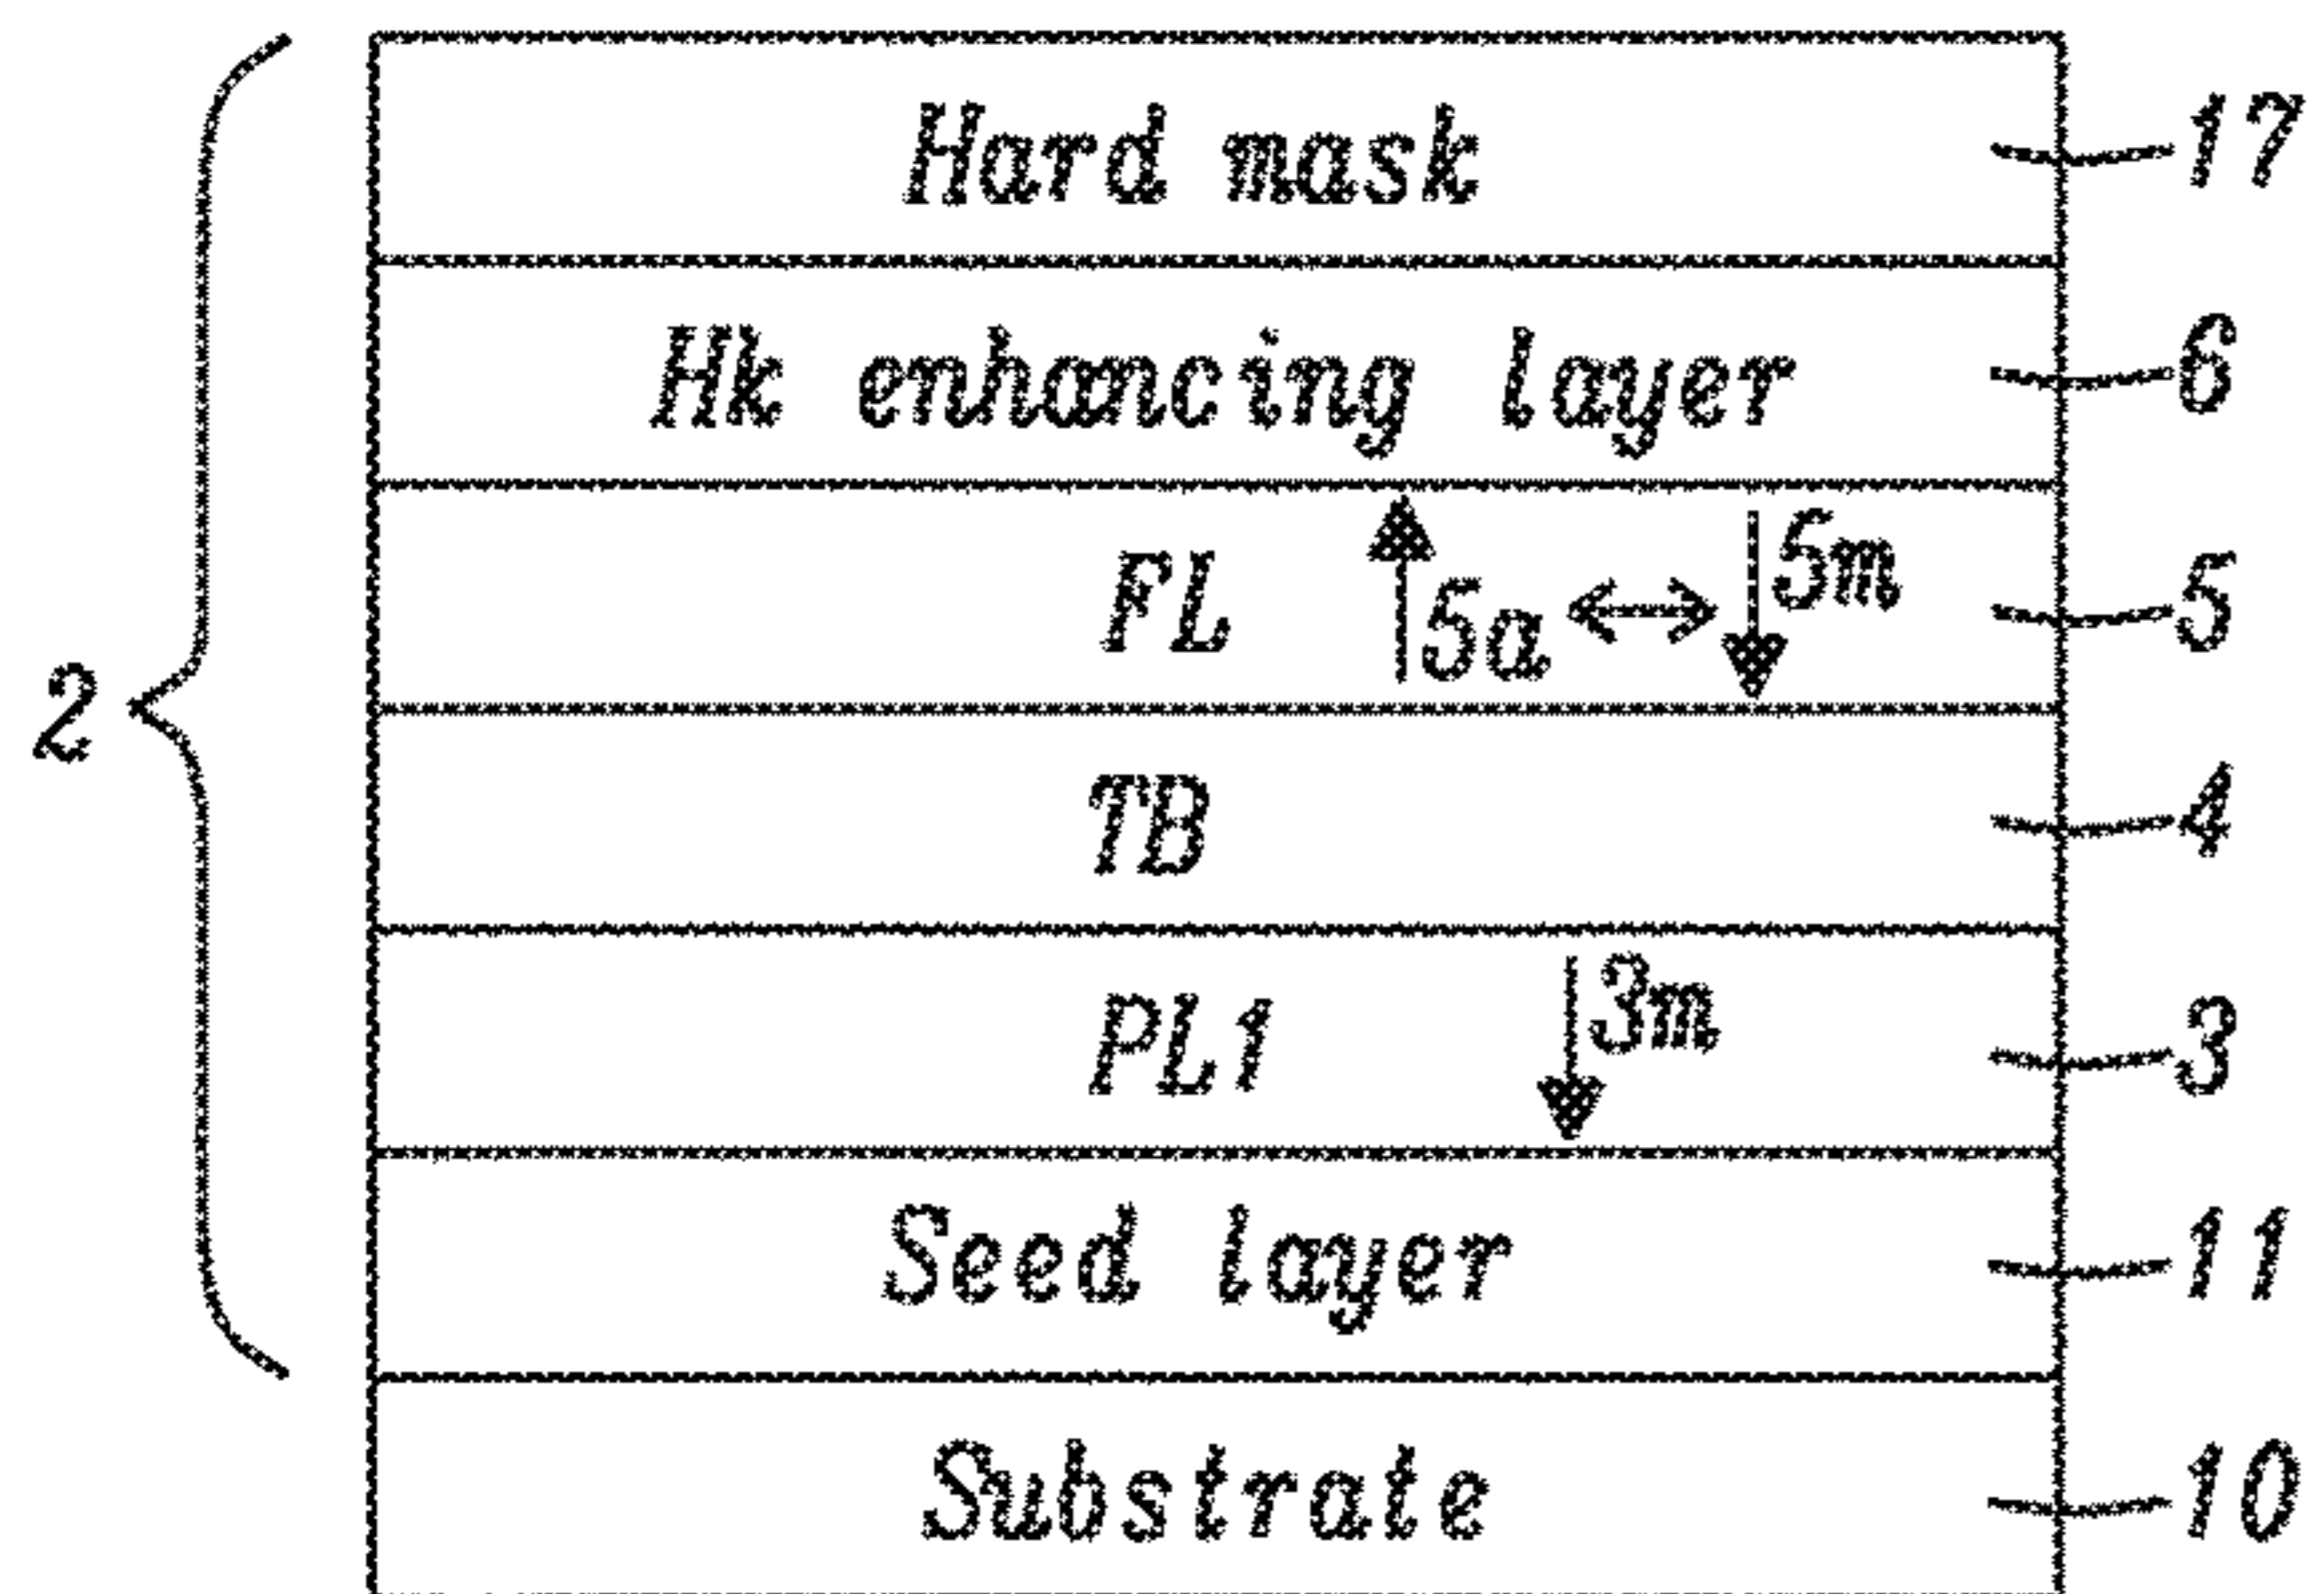 Hard mask 17
Hk enhancing layer 6
FL 5a 5m 5
2
TB 4
PL1 3m 3
Seed layer 11
Substrate 10